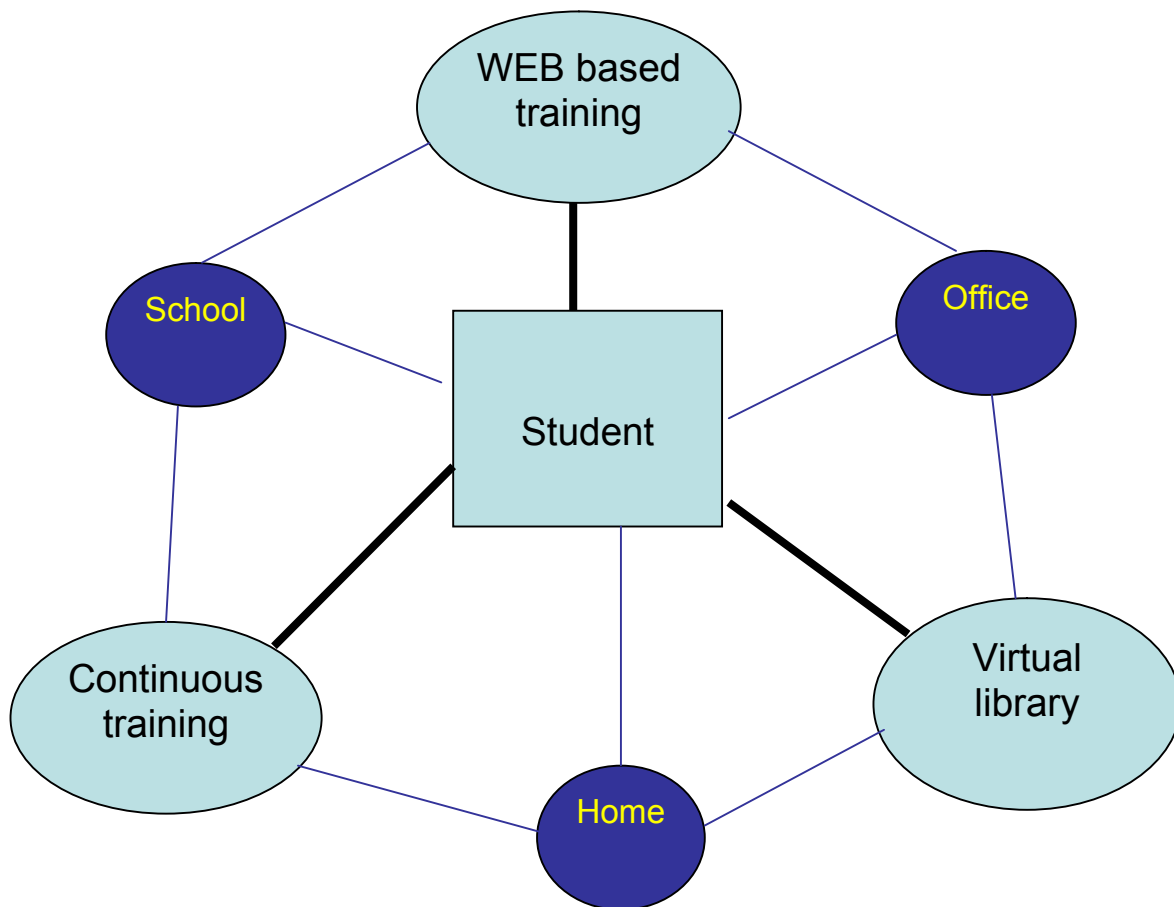 WEB based
training
School
Office
Student
Continuous
training
Virtual
library
Home